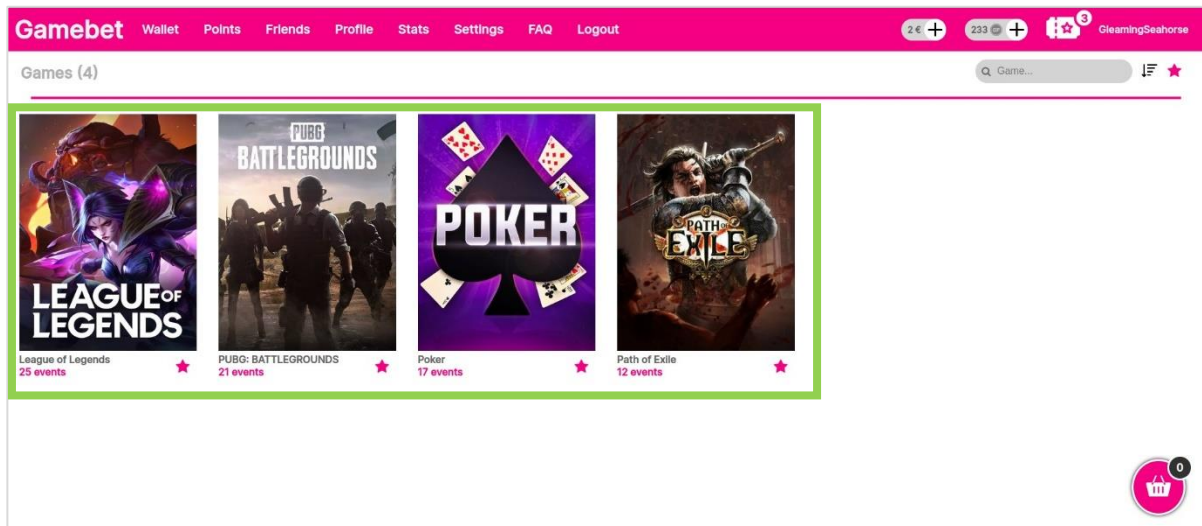 Gamebet Wallet Points Friends Profile Stats Settings FAQ Logout 2 € 233 3 GleamingSeahorse
Games (4) Game...
LEAGUE OF
LEGENDS
PUBG
BATTLEGROUNDS
POKER
PATH OF
EXILE
League of Legends
25 events
PUBG: BATTLEGROUNDS
21 events
Poker
17 events
Path of Exile
12 events
0